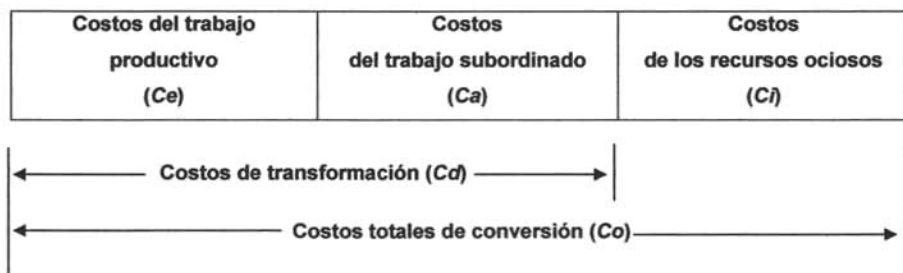 Costos del trabajo
productivo
(Ce)
Costos
del trabajo subordinado
(Ca)
Costos
de los recursos ociosos
(Ci)
Costos de transformación (Cd)
Costos totales de conversión (Co)